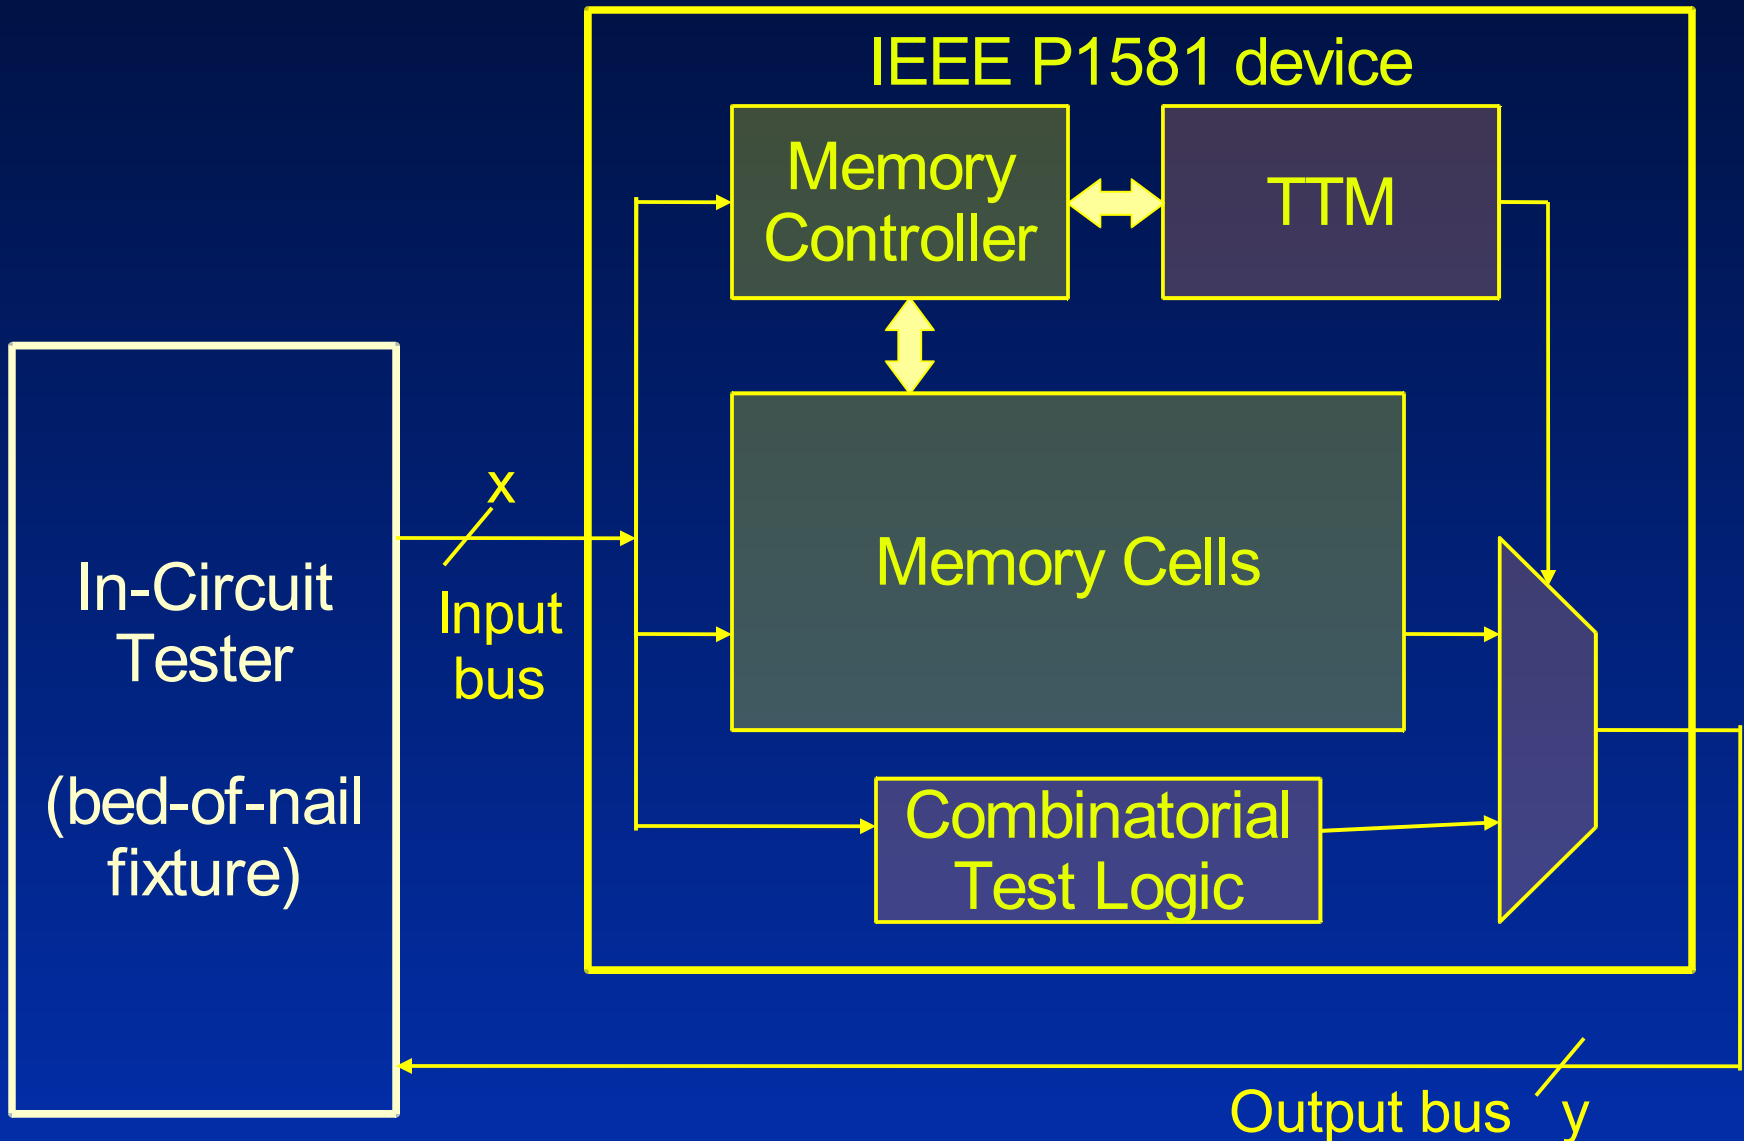 IEEE P1581 device
Memory
Controller
TTM
x
Input
bus
In-Circuit
Tester
(bed-of-nail
fixture)
Memory Cells
Combinatorial
Test Logic
Output bus
y